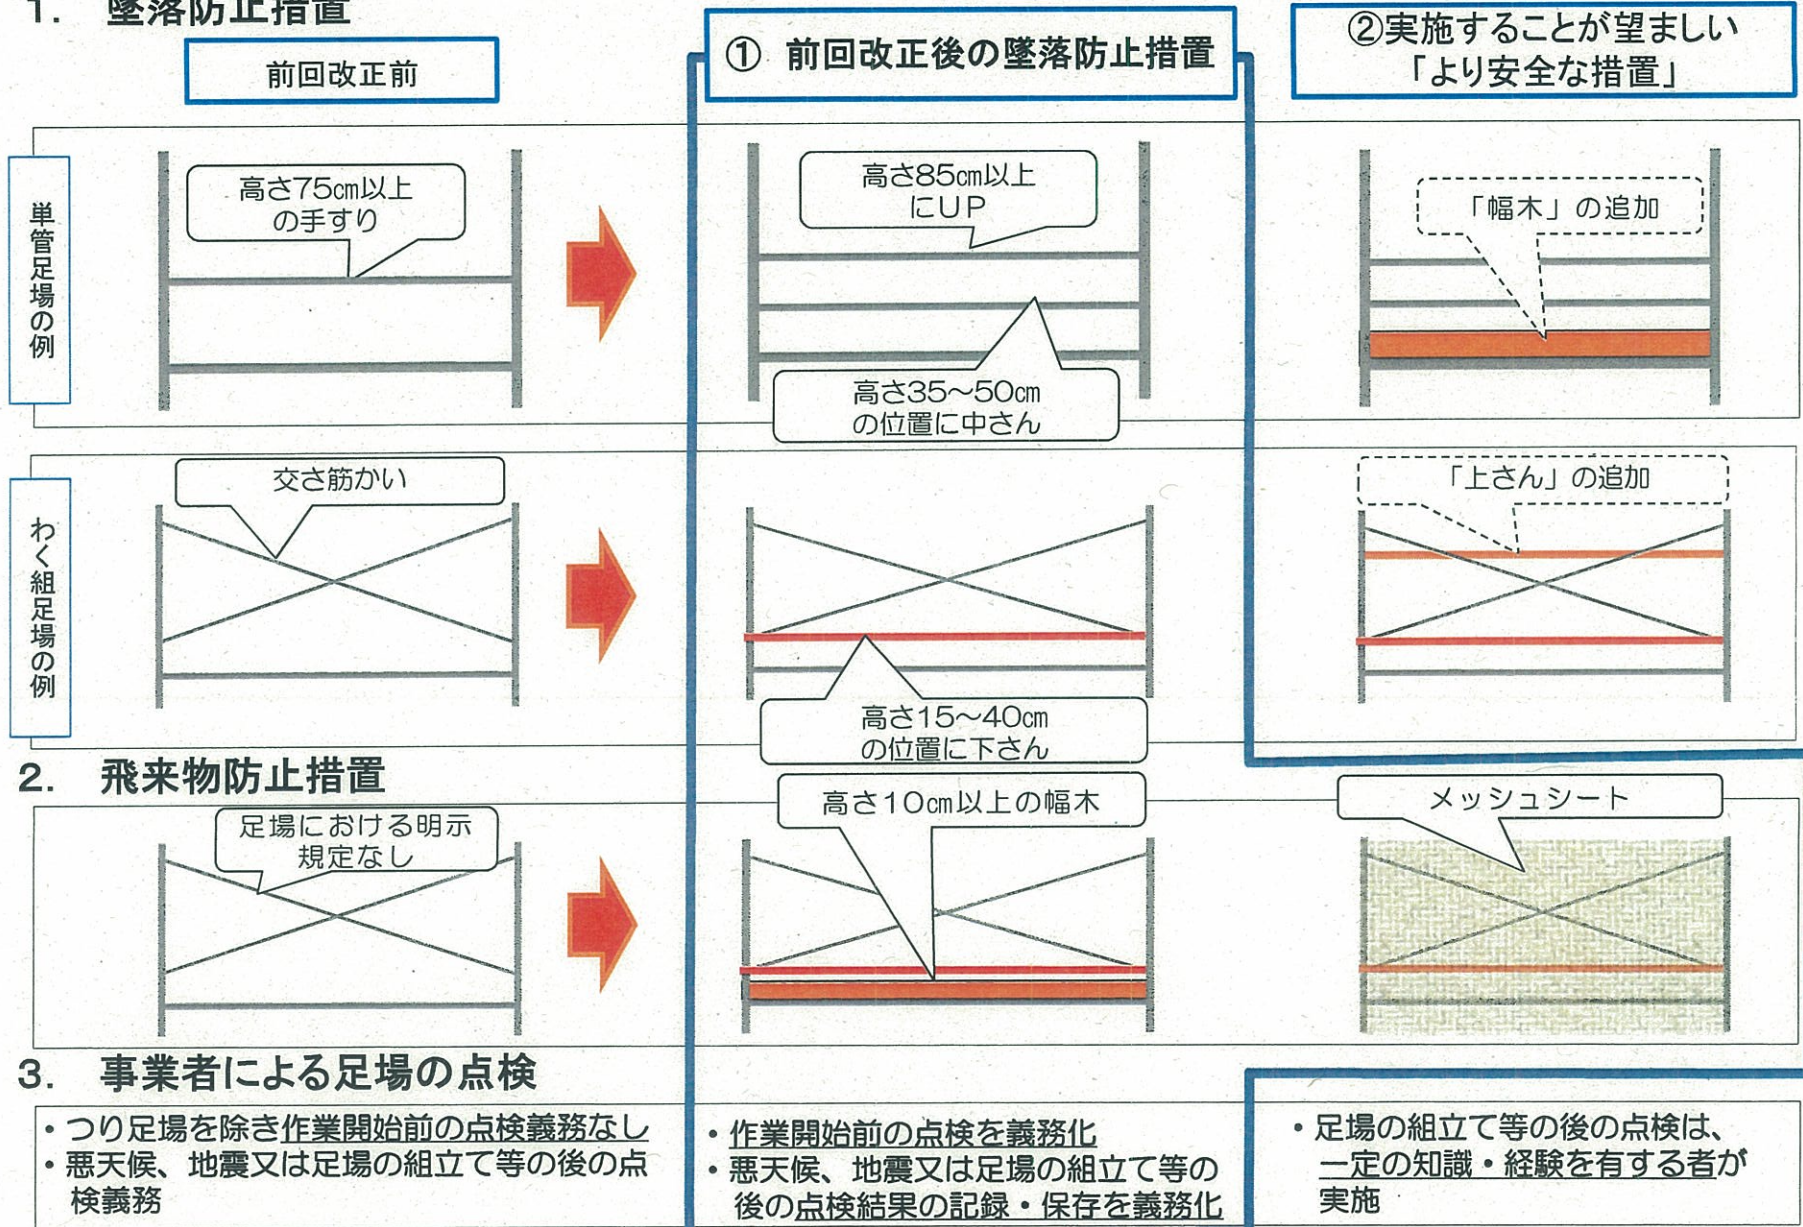 1. 墜落防止措置
前回改正前
① 前回改正後の墜落防止措置
②実施することが望ましい
「より安全な措置」
単管足場の例
高さ75㎝以上
の手すり
高さ85㎝以上
にUP
高さ35～50㎝
の位置に中さん
「幅木」の追加
わく組足場の例
交さ筋かい
高さ15～40㎝
の位置に下さん
「上さん」の追加
2. 飛来物防止措置
足場における明示
規定なし
高さ10㎝以上の幅木
メッシュシート
3. 事業者による足場の点検
・つり足場を除き作業開始前の点検義務なし
・悪天候、地震又は足場の組立て等の後の点
検義務
・作業開始前の点検を義務化
・悪天候、地震又は足場の組立て等の
後の点検結果の記録・保存を義務化
・足場の組立て等の後の点検は、
一定の知識・経験を有する者が
実施